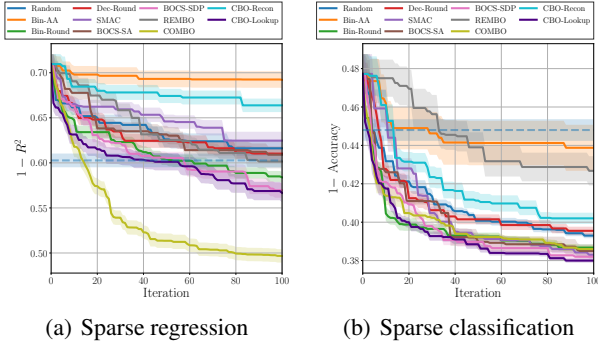 Random Dec-Round BOCS-SDP CBO-Recon
Bin-AA SMAC REMBO CBO-Lookup
Bin-Round BOCS-SA COMBO
1 − R²
0.70
0.65
0.60
0.55
0.50
0 20 40 60 80 100
Iteration
(a) Sparse regression
Random Dec-Round BOCS-SDP CBO-Recon
Bin-AA SMAC REMBO CBO-Lookup
Bin-Round BOCS-SA COMBO
1− Accuracy
0.48
0.46
0.44
0.42
0.40
0.38
0 20 40 60 80 100
Iteration
(b) Sparse classification